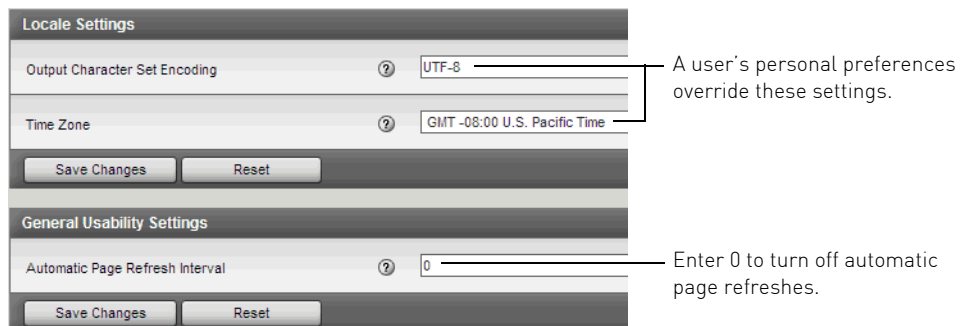 Locale Settings
Output Character Set Encoding
UTF-8
A user's personal preferences
override these settings.
Time Zone
GMT -08:00 U.S. Pacific Time
Save Changes
Reset
General Usability Settings
Automatic Page Refresh Interval
0
Enter 0 to turn off automatic
page refreshes.
Save Changes
Reset